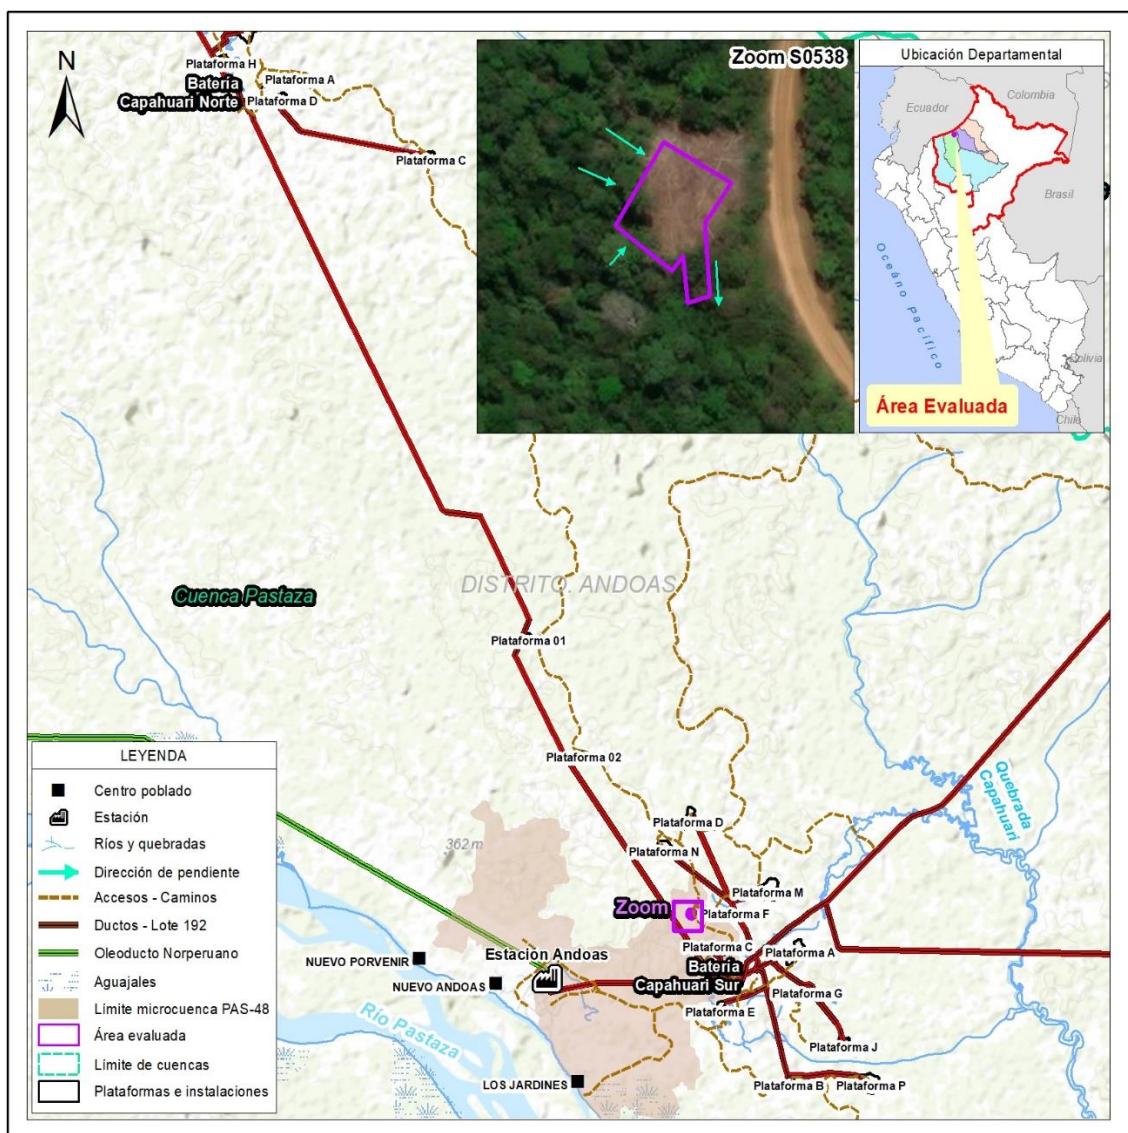 N
Plataforma H
Plataforma A
Batería
Capahuari Norte
Plataforma D
Plataforma C
Zoom S0538
Ubicación Departamental
Ecuador
Colombia
Brasil
Océano Pacífico
Bolivia
Chile
Área Evaluada
Cuenca Pastaza
DISTRITO. ANDOAS
Plataforma 01
Plataforma 02
Quebrada
Capahuari
362 m
Plataforma D
Plataforma N
Plataforma M
Zoom
Plataforma F
Plataforma C
Plataforma A
Batería
Capahuari Sur
Plataforma G
Plataforma E
Plataforma J
Plataforma B
Plataforma P
Estación Andoas
NUEVO PORVENIR
NUEVO ANDOAS
Río Pastaza
LOS JARDINES
LEYENDA
Centro poblado
Estación
Ríos y quebradas
Dirección de pendiente
Accesos - Caminos
Ductos - Lote 192
Oleoducto Norperuano
Aguajales
Límite microcuenca PAS-48
Área evaluada
Límite de cuencas
Plataformas e instalaciones